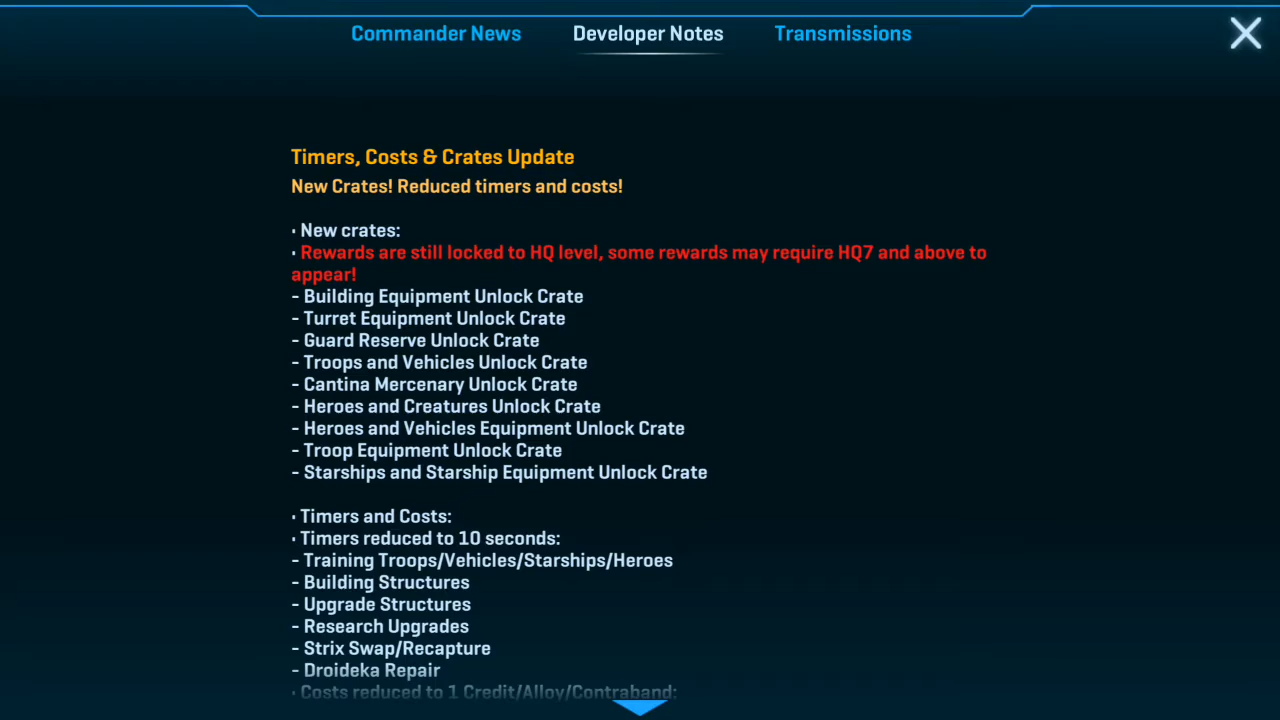 Commander News
Developer Notes
Transmissions
Timers, Costs & Crates Update
New Crates! Reduced timers and costs!
• New crates:
• Rewards are still locked to HQ level, some rewards may require HQ7 and above to
appear!
- Building Equipment Unlock Crate
- Turret Equipment Unlock Crate
- Guard Reserve Unlock Crate
- Troops and Vehicles Unlock Crate
- Cantina Mercenary Unlock Crate
- Heroes and Creatures Unlock Crate
- Heroes and Vehicles Equipment Unlock Crate
- Troop Equipment Unlock Crate
- Starships and Starship Equipment Unlock Crate
• Timers and Costs:
• Timers reduced to 10 seconds:
- Training Troops/Vehicles/Starships/Heroes
- Building Structures
- Upgrade Structures
- Research Upgrades
- Strix Swap/Recapture
- Droideka Repair
• Costs reduced to 1 Credit/Alloy/Contraband: